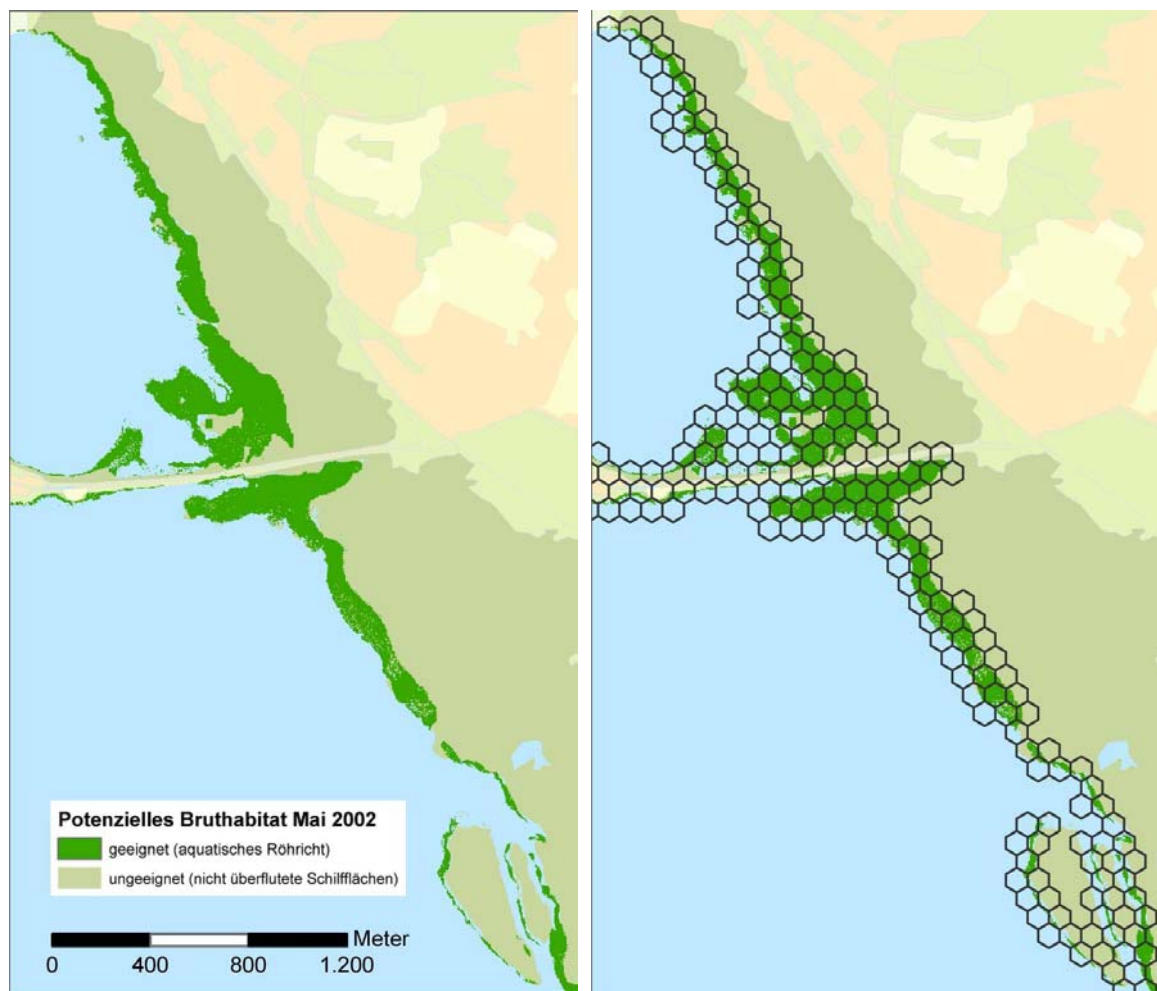 Potenzielles Bruthabitat Mai 2002
geeignet (aquatisches Röhricht)
ungeeignet (nicht überflutete Schilfflächen)
Meter
0 400 800 1.200